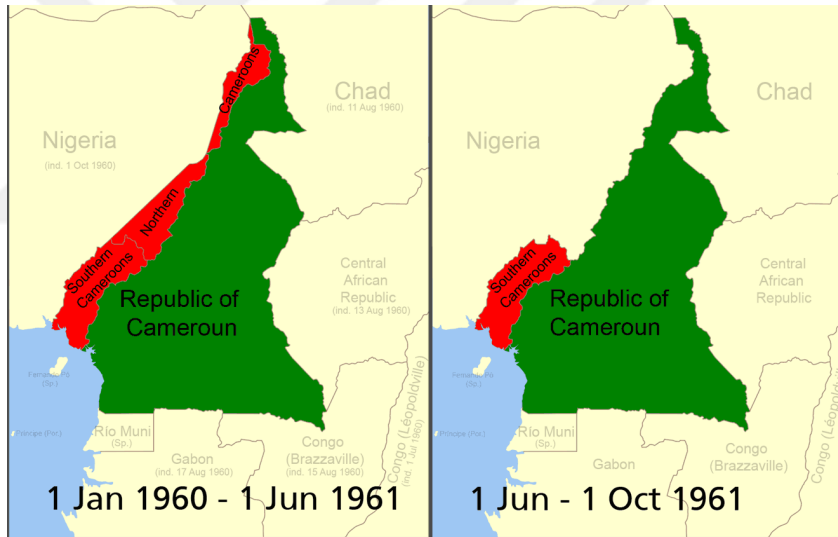 Cameroons
Chad
(ind. 11 Aug 1960)
Nigeria
(ind. 1 Oct 1960)
Northern
Southern
Cameroons
Central
African
Republic
(ind. 13 Aug 1960)
Republic of
Cameroun
Fernando Pó
(Sp.)
Príncipe (Por.)
Río Muni
(Sp.)
Gabon
(ind. 17 Aug 1960)
Congo
(Brazzaville)
(ind. 15 Aug 1960)
Congo (Léopoldville)
(ind. 1 Jul 1960)
1 Jan 1960 - 1 Jun 1961
Chad
Nigeria
Southern
Cameroons
Central
African
Republic
Republic of
Cameroun
Fernando Pó
(Sp.)
Príncipe (Por.)
Río Muni
(Sp.)
Gabon
Congo
(Brazzaville)
Congo (Léopoldville)
1 Jun - 1 Oct 1961